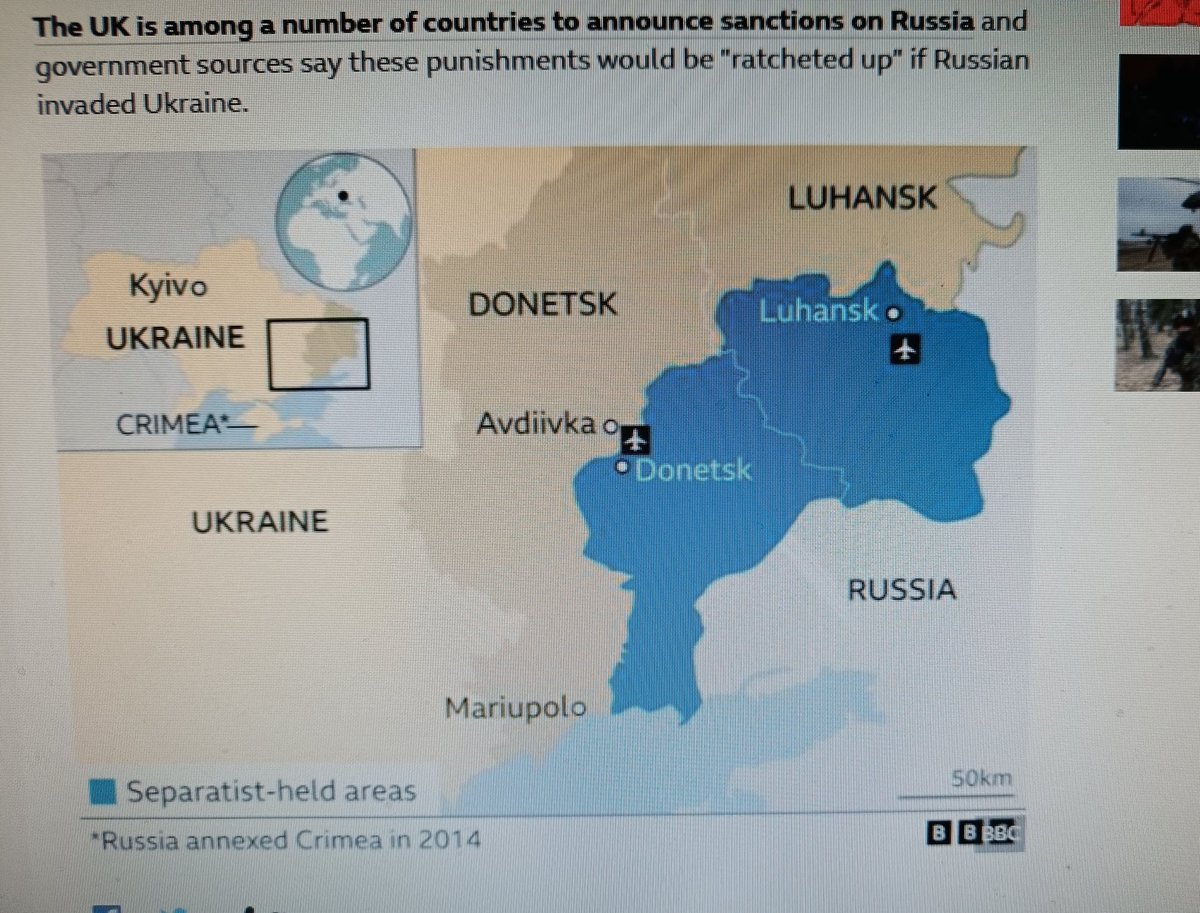 The UK is among a number of countries to announce sanctions on Russia and
government sources say these punishments would be "ratcheted up" if Russian
invaded Ukraine.
LUHANSK
Kyiv
DONETSK
Luhansk
UKRAINE
CRIMEA*
Avdiivka
Donetsk
UKRAINE
RUSSIA
Mariupol
50km
Separatist-held areas
*Russia annexed Crimea in 2014
B B BBC